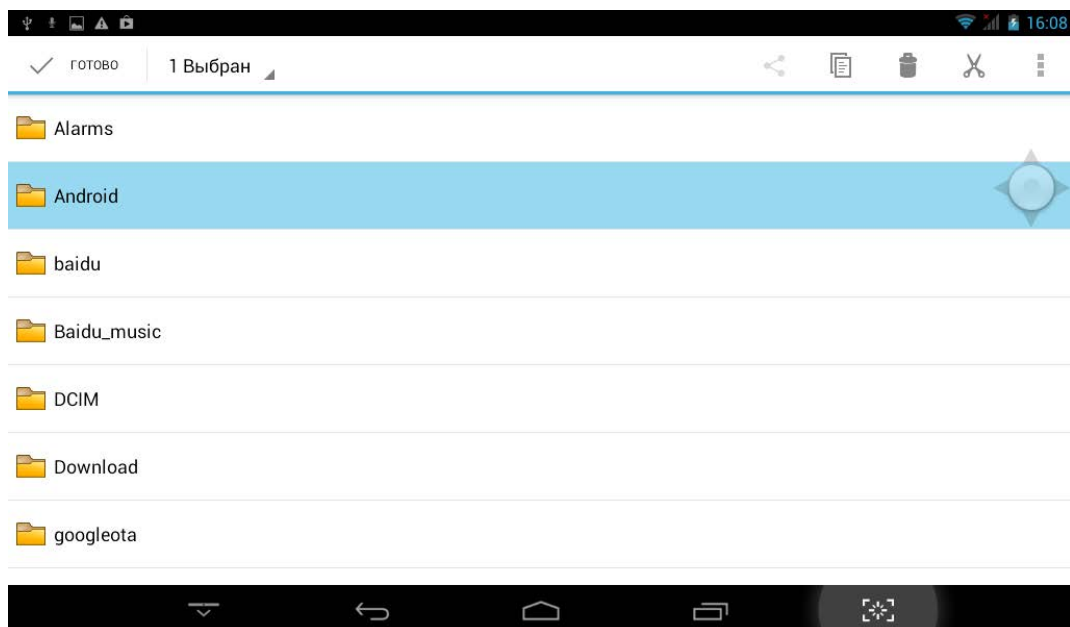 16:08
ГОТОВО 1 Выбран
Alarms
Android
baidu
Baidu_music
DCIM
Download
googleota